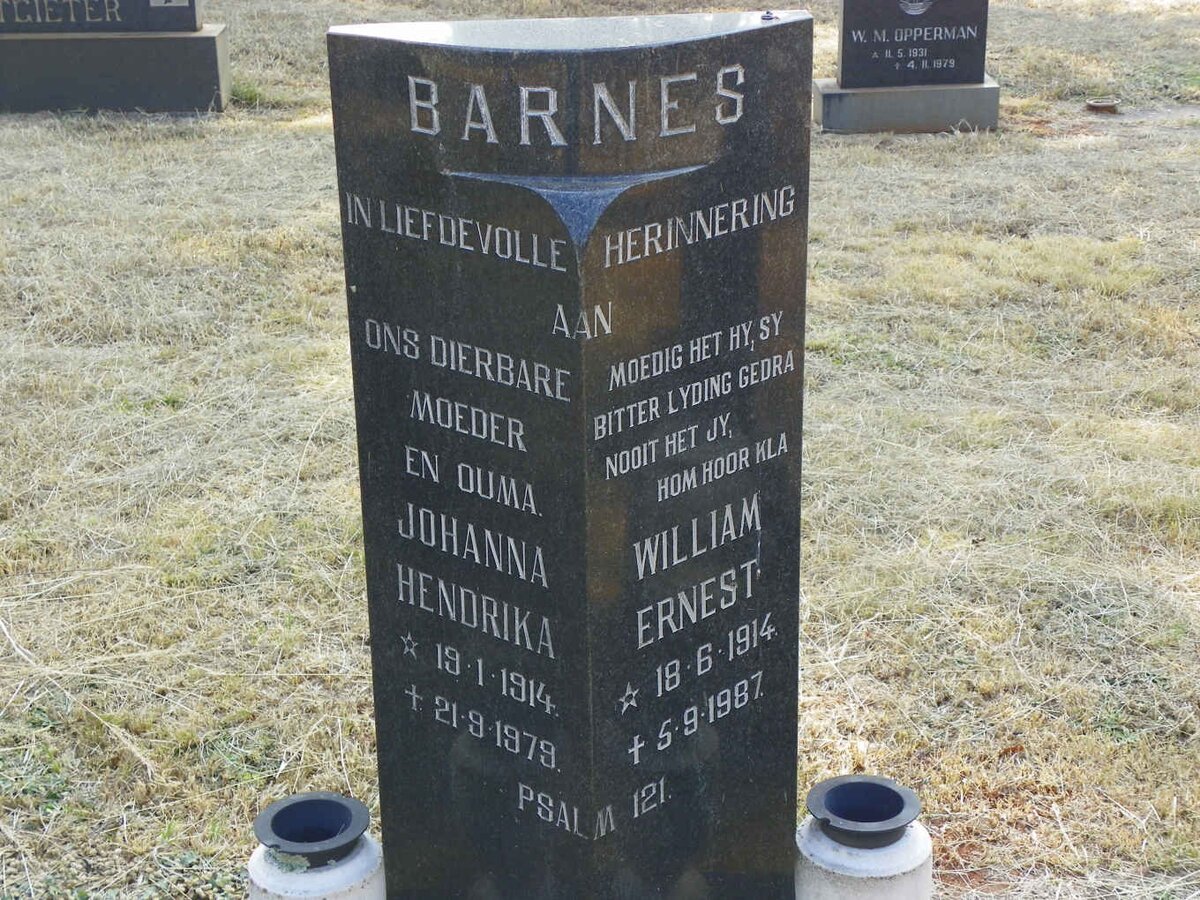 TGIETER
W. M. OPPERMAN
☆ 11. 5. 1931
✝ 4. 11. 1979
BARNES
IN LIEFDEVOLLE HERINNERING
AAN
ONS DIERBARE
MOEDER
EN OUMA.
JOHANNA
HENDRIKA
☆ 19·1·1914.
✝ 21·9·1979.
MOEDIG HET HY, SY
BITTER LYDING GEDRA
NOOIT HET JY,
HOM HOOR KLA
WILLIAM
ERNEST
☆ 18·6·1914.
✝ 5·9·1987.
PSALM 121.